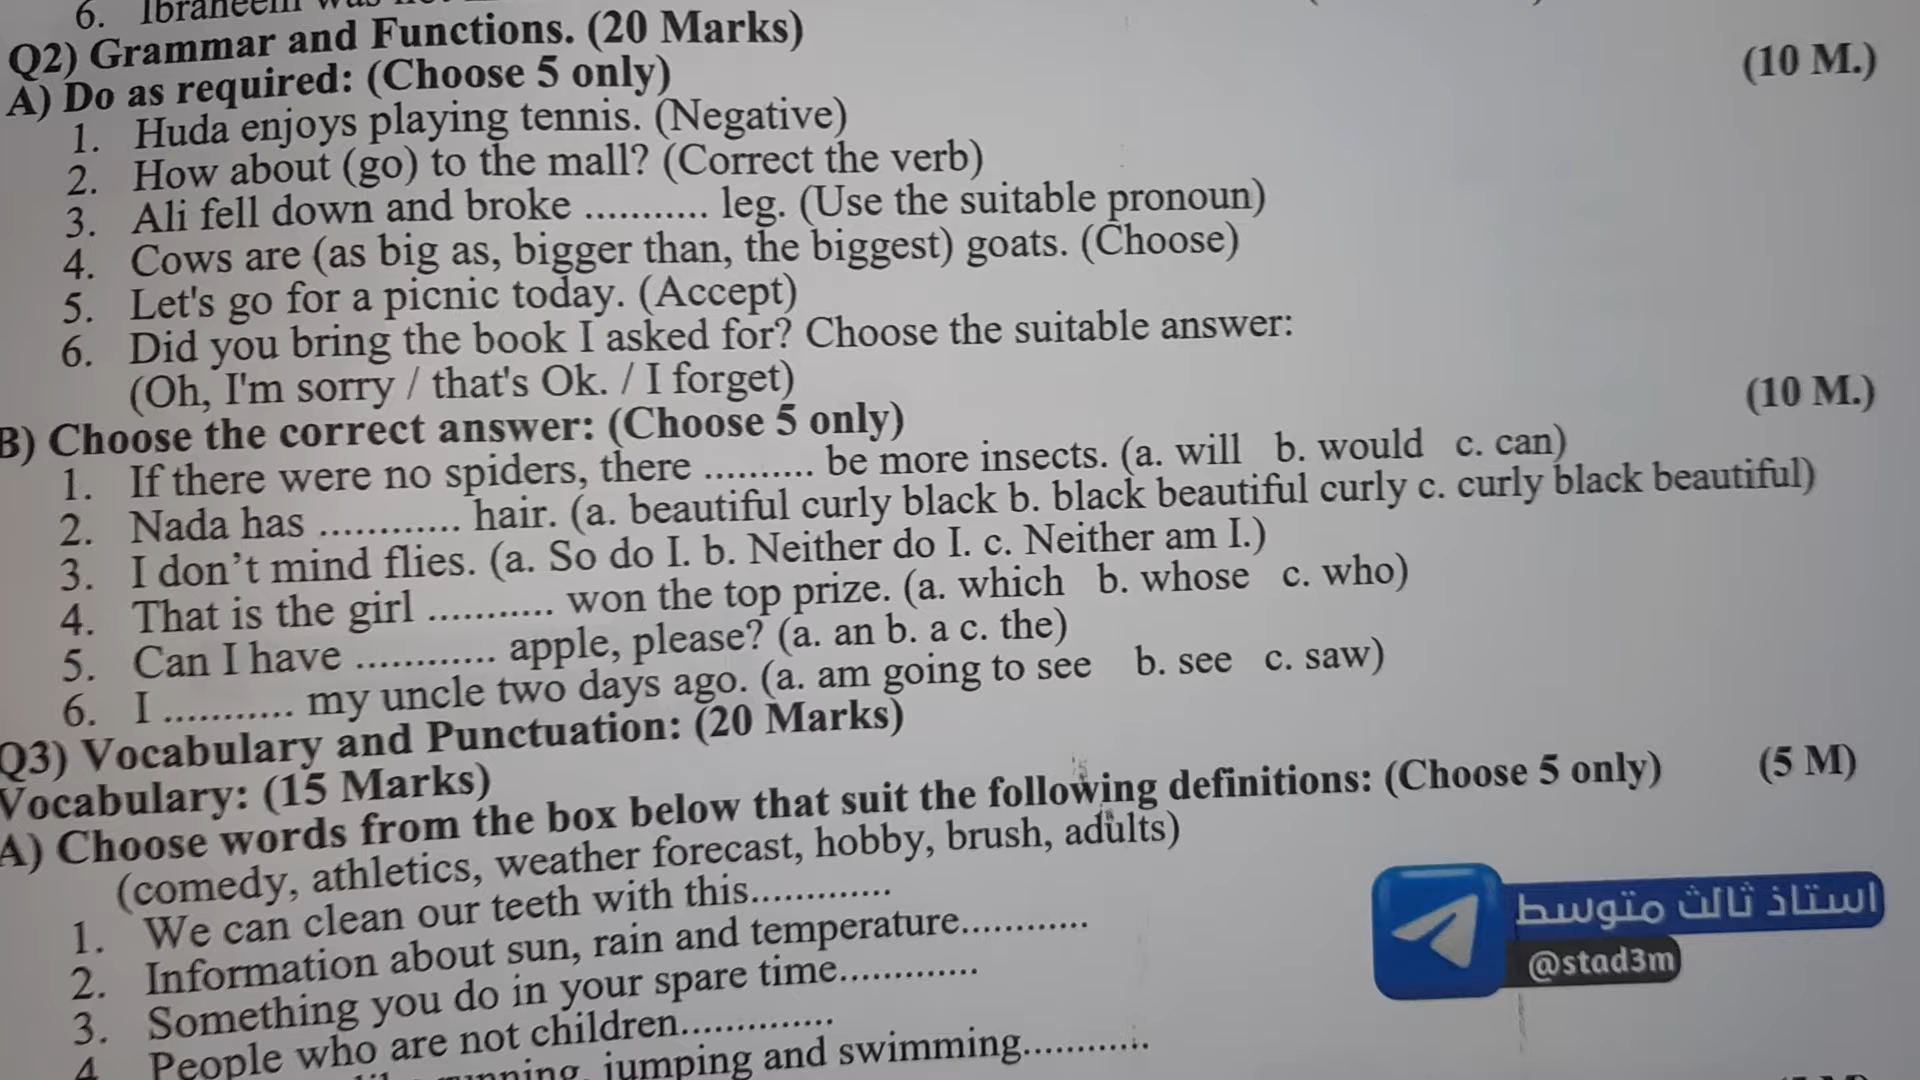 6. Ibraheem was
Q2) Grammar and Functions. (20 Marks)
A) Do as required: (Choose 5 only) (10 M.)
1. Huda enjoys playing tennis. (Negative)
2. How about (go) to the mall? (Correct the verb)
3. Ali fell down and broke ........... leg. (Use the suitable pronoun)
4. Cows are (as big as, bigger than, the biggest) goats. (Choose)
5. Let's go for a picnic today. (Accept)
6. Did you bring the book I asked for? Choose the suitable answer:
(Oh, I'm sorry / that's Ok. / I forget)
B) Choose the correct answer: (Choose 5 only) (10 M.)
1. If there were no spiders, there .......... be more insects. (a. will b. would c. can)
2. Nada has ............. hair. (a. beautiful curly black b. black beautiful curly c. curly black beautiful)
3. I don’t mind flies. (a. So do I. b. Neither do I. c. Neither am I.)
4. That is the girl ........... won the top prize. (a. which b. whose c. who)
5. Can I have ............. apple, please? (a. an b. a c. the)
6. I ............ my uncle two days ago. (a. am going to see b. see c. saw)
Q3) Vocabulary and Punctuation: (20 Marks)
Vocabulary: (15 Marks)
A) Choose words from the box below that suit the following definitions: (Choose 5 only) (5 M)
(comedy, athletics, weather forecast, hobby, brush, adults)
1. We can clean our teeth with this.............
2. Information about sun, rain and temperature............
3. Something you do in your spare time.............
4. People who are not children..............
running, jumping and swimming............
استاذ ثالث متوسط
@stad3m